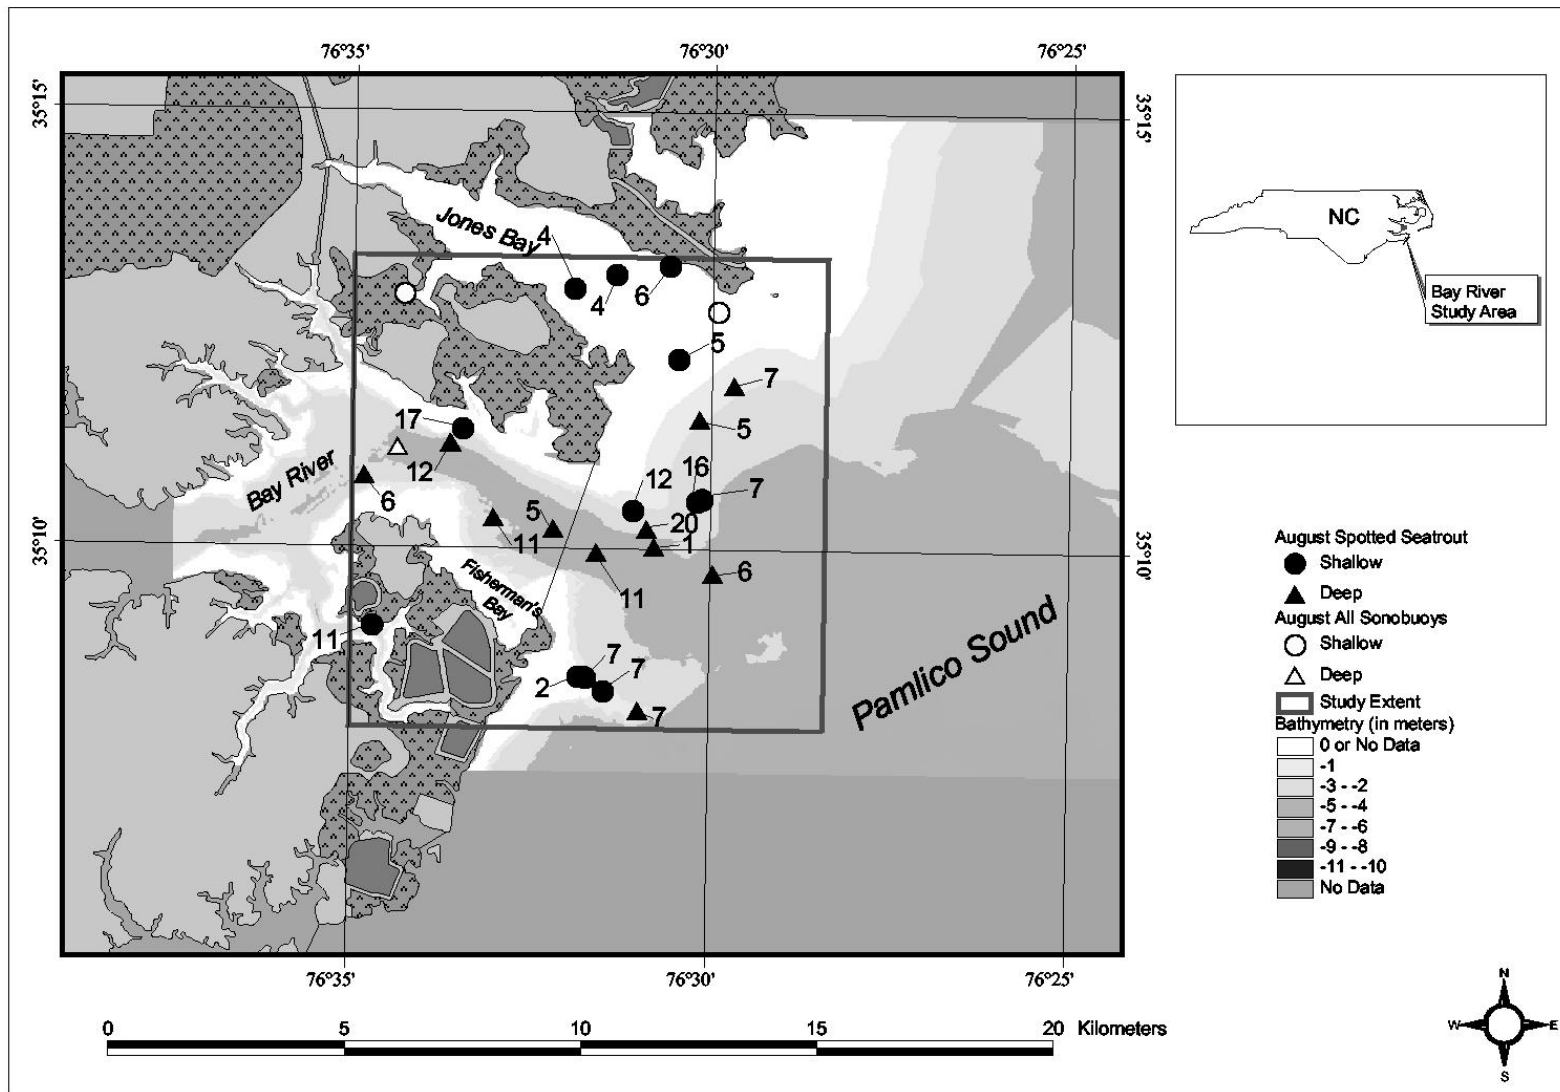 76°35'
76°30'
76°25'
35°15'
35°15'
Jones Bay
4
4
6
5
7
5
17
12
Bay River
6
16
12
7
20
5
1
11
11
6
35°10'
35°10'
Fisherman's
Bay
11
7
2
7
7
Pamlico Sound
76°35'
76°30'
76°25'
0
5
10
15
20
Kilometers
NC
Bay River
Study Area
August Spotted Seatrout
Shallow
Deep
August All Sonobuoys
Shallow
Deep
Study Extent
Bathymetry (in meters)
0 or No Data
-1
-3 - -2
-5 - -4
-7 - -6
-9 - -8
-11 - -10
No Data
N
W
E
S